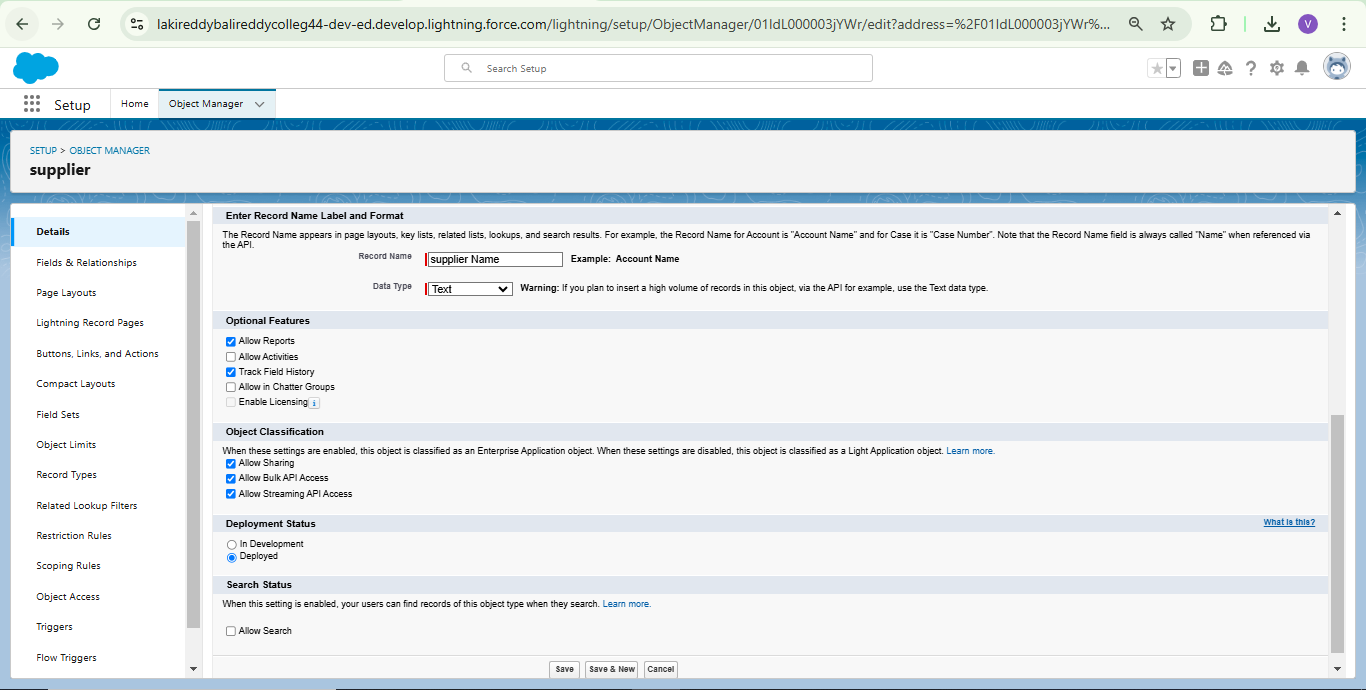 lakireddybalireddycolleg44-dev-ed.develop.lightning.force.com/lightning/setup/ObjectManager/01IdL000003jYWr/edit?address=%2F01IdL000003jYWr%...
V
Search Setup
Setup
Home
Object Manager
SETUP > OBJECT MANAGER
supplier
Details
Fields & Relationships
Page Layouts
Lightning Record Pages
Buttons, Links, and Actions
Compact Layouts
Field Sets
Object Limits
Record Types
Related Lookup Filters
Restriction Rules
Scoping Rules
Object Access
Triggers
Flow Triggers
Enter Record Name Label and Format
The Record Name appears in page layouts, key lists, related lists, lookups, and search results. For example, the Record Name for Account is "Account Name" and for Case it is "Case Number". Note that the Record Name field is always called "Name" when referenced via
the API.
Record Name supplier Name Example: Account Name
Data Type Text Warning: If you plan to insert a high volume of records in this object, via the API for example, use the Text data type.
Optional Features
Allow Reports
Allow Activities
Track Field History
Allow in Chatter Groups
Enable Licensing i
Object Classification
When these settings are enabled, this object is classified as an Enterprise Application object. When these settings are disabled, this object is classified as a Light Application object. Learn more.
Allow Sharing
Allow Bulk API Access
Allow Streaming API Access
Deployment Status What is this?
In Development
Deployed
Search Status
When this setting is enabled, your users can find records of this object type when they search. Learn more.
Allow Search
Save Save & New Cancel